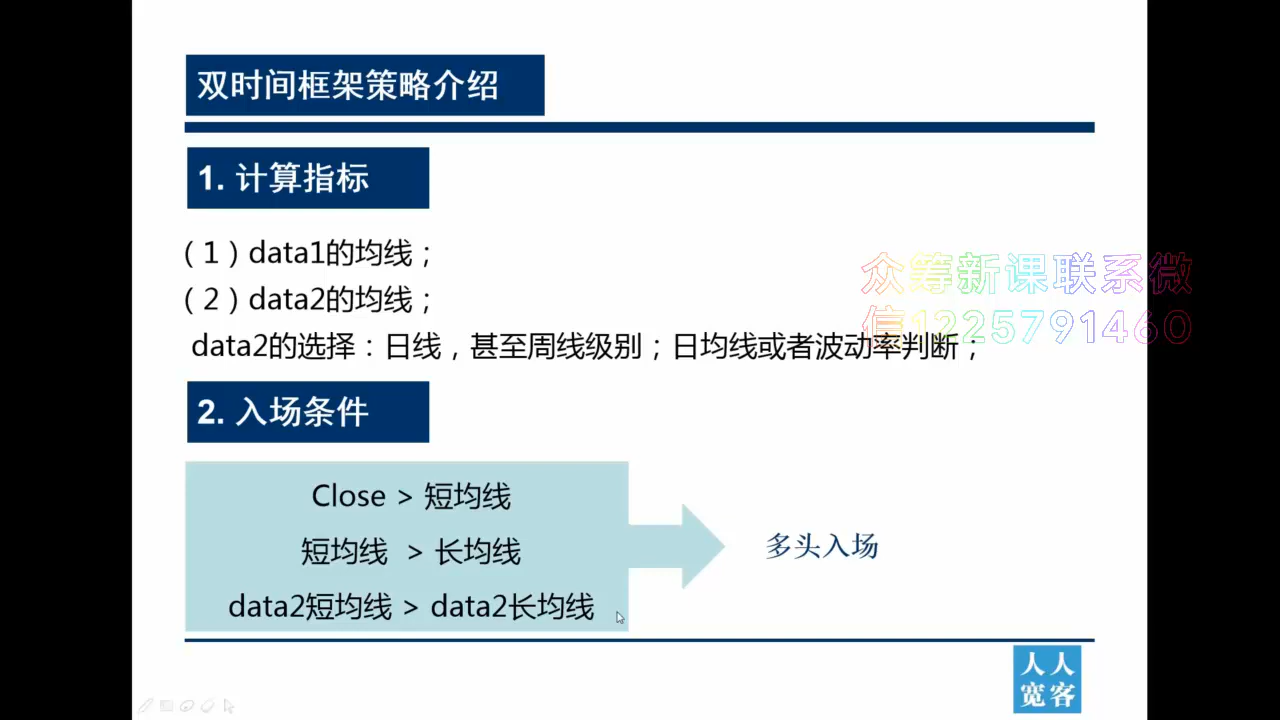 双时间框架策略介绍
1. 计算指标
（1）data1的均线；
（2）data2的均线；
data2的选择：日线，甚至周线级别；日均线或者波动率判断；
众筹新课联系微
信1225791460
2. 入场条件
Close > 短均线
短均线 > 长均线
data2短均线 > data2长均线
多头入场
人人
宽客